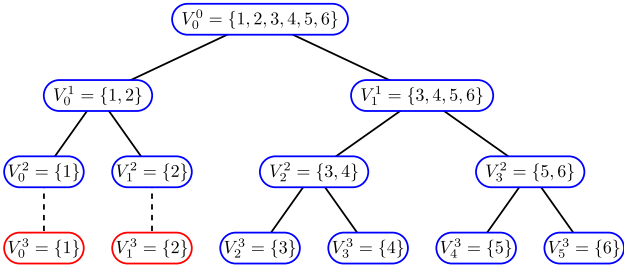 $V_0^0 = \{1, 2, 3, 4, 5, 6\}$
$V_0^1 = \{1, 2\}$ $V_1^1 = \{3, 4, 5, 6\}$
$V_0^2 = \{1\}$ $V_1^2 = \{2\}$ $V_2^2 = \{3, 4\}$ $V_3^2 = \{5, 6\}$
$V_0^3 = \{1\}$ $V_1^3 = \{2\}$ $V_2^3 = \{3\}$ $V_3^3 = \{4\}$ $V_4^3 = \{5\}$ $V_5^3 = \{6\}$